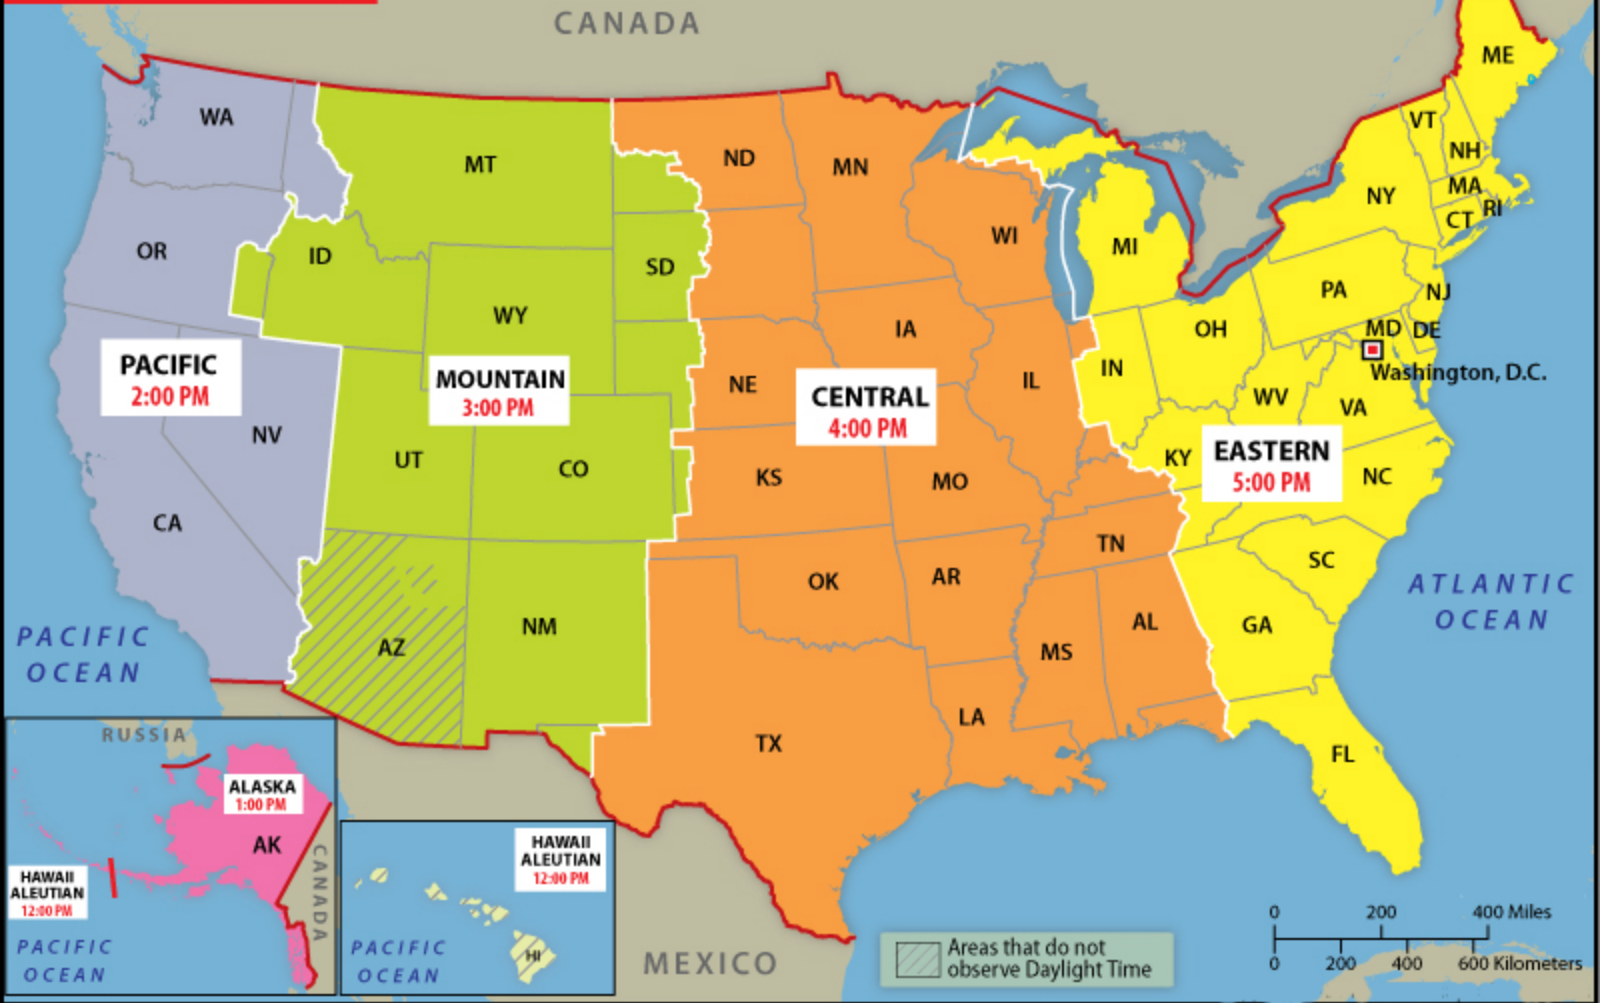 CANADA
ME
WA
VT
MT
ND
MN
NH
MA
NY
RI
CT
OR
ID
WI
MI
SD
PA
NJ
WY
IA
OH
MD
DE
Washington, D.C.
PACIFIC
2:00 PM
MOUNTAIN
3:00 PM
NE
CENTRAL
4:00 PM
IL
IN
WV
VA
NV
UT
CO
KS
MO
KY
EASTERN
5:00 PM
NC
CA
TN
SC
OK
AR
ATLANTIC
OCEAN
PACIFIC
OCEAN
AZ
NM
MS
AL
GA
LA
TX
FL
RUSSIA
ALASKA
1:00 PM
AK
CANADA
HAWAII
ALEUTIAN
12:00 PM
PACIFIC
OCEAN
HAWAII
ALEUTIAN
12:00 PM
PACIFIC
OCEAN
HI
MEXICO
Areas that do not
observe Daylight Time
0 200 400 Miles
0 200 400 600 Kilometers